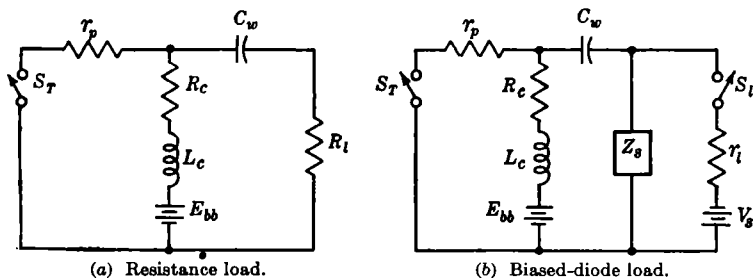 r_p
C_w
S_T
R_c
L_c
E_bb
R_l
(a) Resistance load.
r_p
C_w
S_T
R_c
L_c
E_bb
Z_s
S_l
r_l
V_s
(b) Biased-diode load.